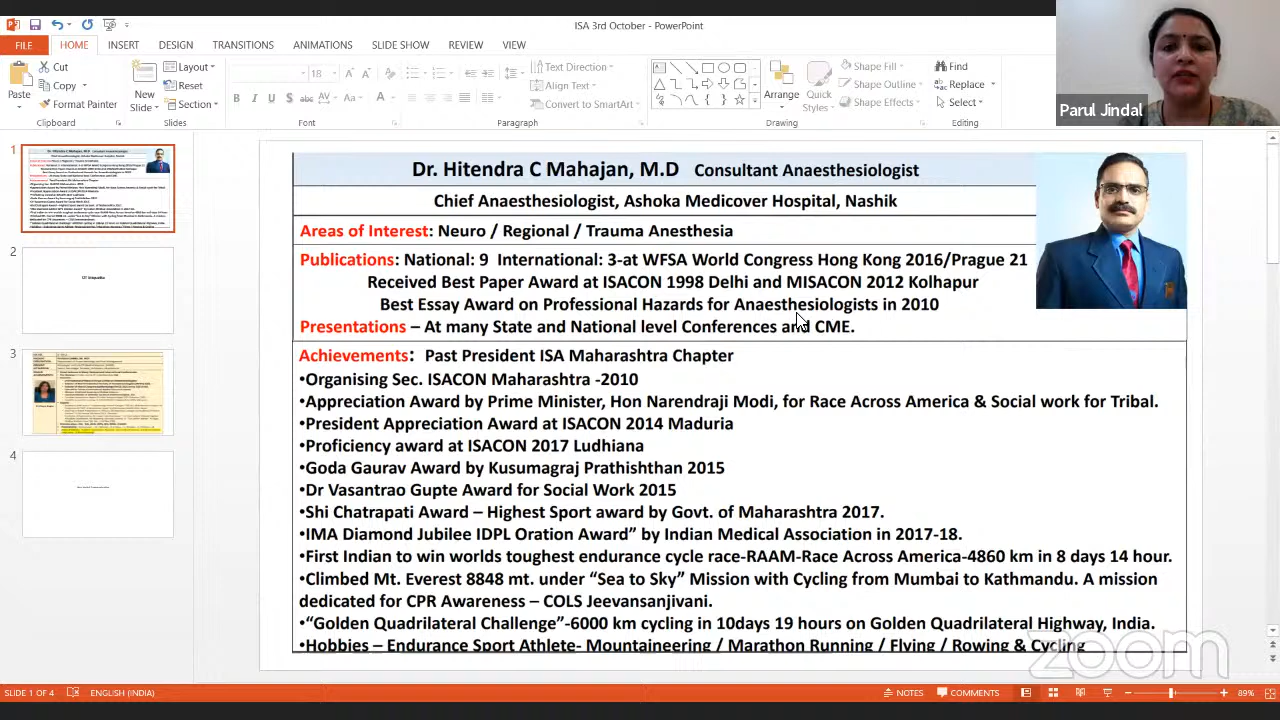 ISA 3rd October - PowerPoint
FILE HOME INSERT DESIGN TRANSITIONS ANIMATIONS SLIDE SHOW REVIEW VIEW
Paste
Cut
Copy
Format Painter
Clipboard
New Slide
Layout
Reset
Section
Slides
18
B I U S abc AV Aa A
Font
Text Direction
Align Text
Convert to SmartArt
Paragraph
Arrange
Quick Styles
Shape Fill
Shape Outline
Shape Effects
Drawing
Find
Replace
Select
Editing
Parul Jindal
1
2
3
4
Dr. Hitendra C Mahajan, M.D Consultant Anaesthesiologist
Chief Anaesthesiologist, Ashoka Medicover Hospital, Nashik
Areas of Interest: Neuro / Regional / Trauma Anesthesia
Publications: National: 9 International: 3-at WFSA World Congress Hong Kong 2016/Prague 21
Received Best Paper Award at ISACON 1998 Delhi and MISACON 2012 Kolhapur
Best Essay Award on Professional Hazards for Anaesthesiologists in 2010
Presentations – At many State and National level Conferences and CME.
Achievements: Past President ISA Maharashtra Chapter
•Organising Sec. ISACON Maharashtra -2010
•Appreciation Award by Prime Minister, Hon Narendraji Modi, for Race Across America & Social work for Tribal.
•President Appreciation Award at ISACON 2014 Maduria
•Proficiency award at ISACON 2017 Ludhiana
•Goda Gaurav Award by Kusumagraj Prathishthan 2015
•Dr Vasantrao Gupte Award for Social Work 2015
•Shi Chatrapati Award – Highest Sport award by Govt. of Maharashtra 2017.
•IMA Diamond Jubilee IDPL Oration Award” by Indian Medical Association in 2017-18.
•First Indian to win worlds toughest endurance cycle race-RAAM-Race Across America-4860 km in 8 days 14 hour.
•Climbed Mt. Everest 8848 mt. under “Sea to Sky” Mission with Cycling from Mumbai to Kathmandu. A mission
dedicated for CPR Awareness – COLS Jeevansanjivani.
•“Golden Quadrilateral Challenge”-6000 km cycling in 10days 19 hours on Golden Quadrilateral Highway, India.
•Hobbies – Endurance Sport Athlete- Mountaineering / Marathon Running / Flying / Rowing & Cycling
zoom
SLIDE 1 OF 4 ENGLISH (INDIA) NOTES COMMENTS 89%